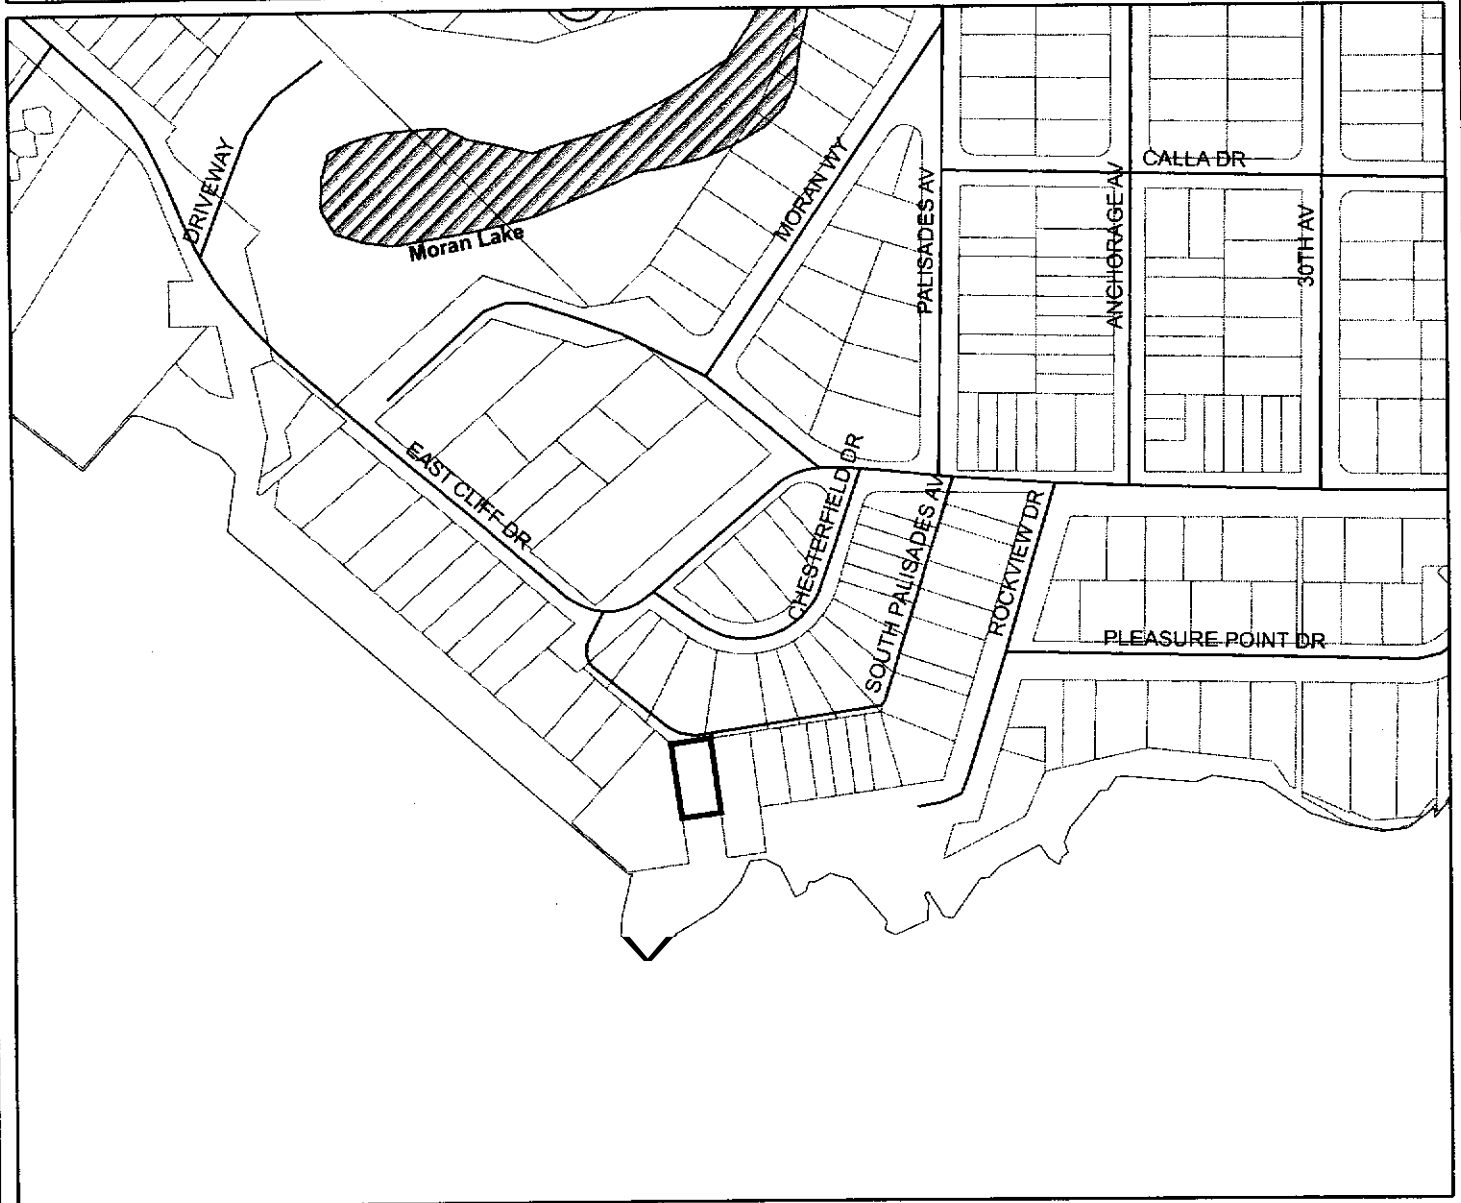 CALLA DR
DRIVEWAY
MORAN WY
PALISADES AV
ANCHORAGE AV
30TH AV
Moran Lake
EAST CLIFF DR
CHESTERFIELD DR
SOUTH PALISADES AV
ROCKVIEW DR
PLEASURE POINT DR